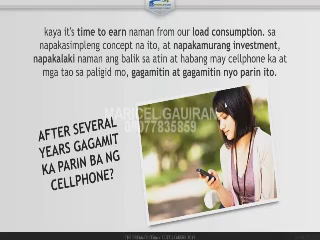 kaya it's time to earn naman from our load consumption. sa
napakasimpleng concept na ito, at napakamurang investment,
napakalaki naman ang balik sa atin at habang may cellphone ka at
mga tao sa paligid mo, gagamitin at gagamitin nyo parin ito.
MARICEL GAUIRAN
09077835859
AFTER SEVERAL
YEARS GAGAMIT
KA PARIN BA NG
CELLPHONE?